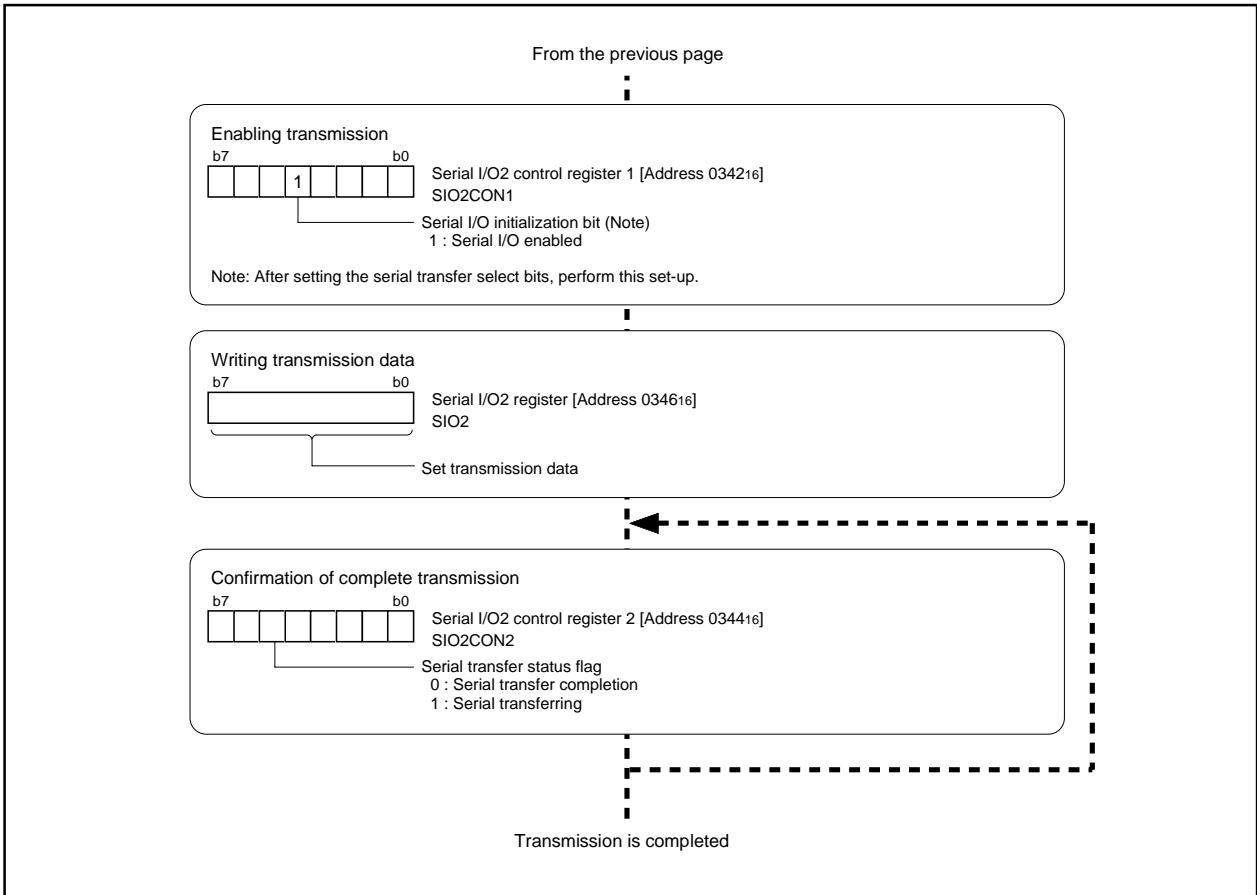 From the previous page
Enabling transmission
b7 b0
1
Serial I/O2 control register 1 [Address 034216]
SIO2CON1
Serial I/O initialization bit (Note)
1 : Serial I/O enabled
Note: After setting the serial transfer select bits, perform this set-up.
Writing transmission data
b7 b0
Serial I/O2 register [Address 034616]
SIO2
Set transmission data
Confirmation of complete transmission
b7 b0
Serial I/O2 control register 2 [Address 034416]
SIO2CON2
Serial transfer status flag
0 : Serial transfer completion
1 : Serial transferring
Transmission is completed